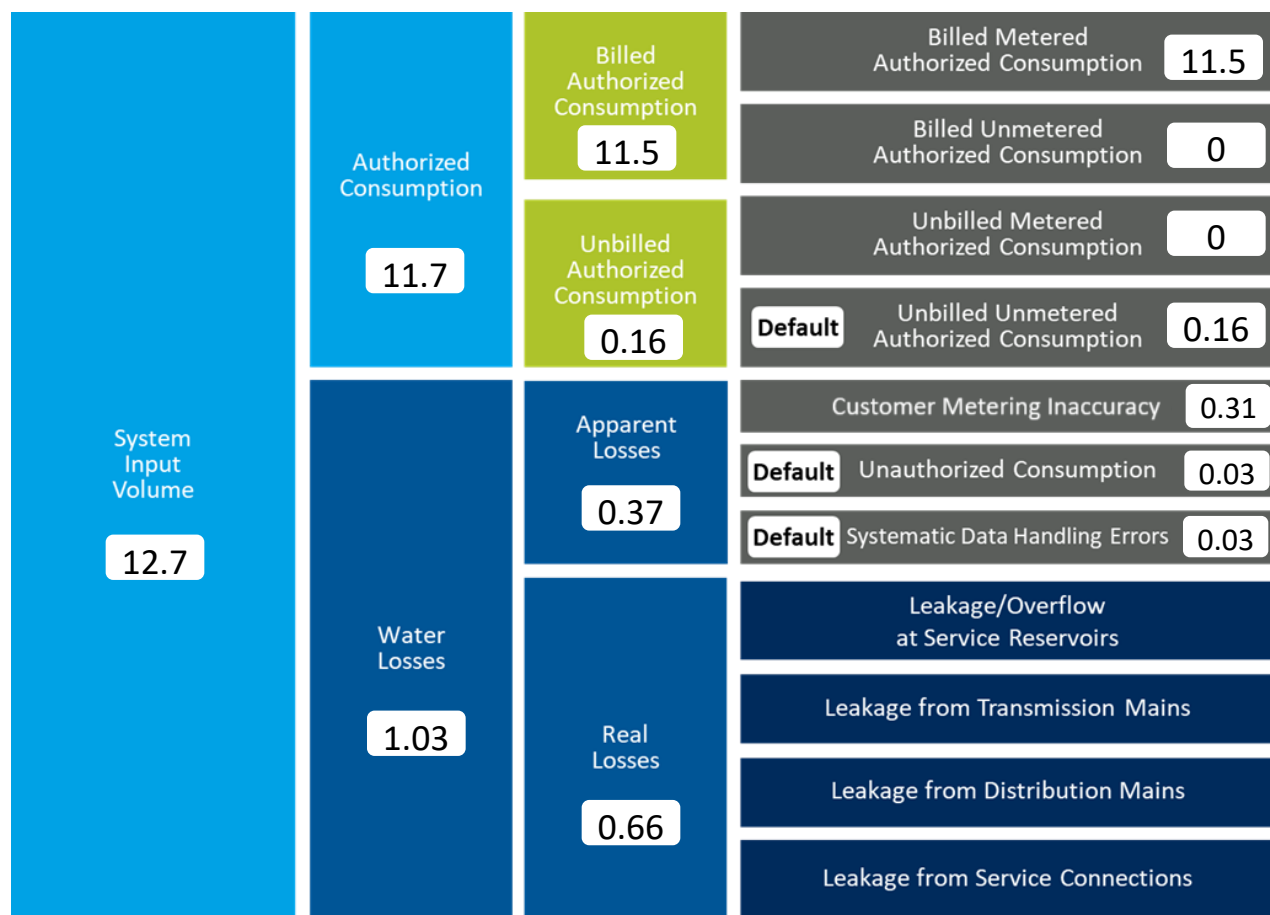 System
Input
Volume
12.7
Authorized
Consumption
11.7
Water
Losses
1.03
Billed
Authorized
Consumption
11.5
Unbilled
Authorized
Consumption
0.16
Apparent
Losses
0.37
Real
Losses
0.66
Billed Metered
Authorized Consumption
11.5
Billed Unmetered
Authorized Consumption
0
Unbilled Metered
Authorized Consumption
0
Default
Unbilled Unmetered
Authorized Consumption
0.16
Customer Metering Inaccuracy 0.31
Default Unauthorized Consumption 0.03
Default Systematic Data Handling Errors 0.03
Leakage/Overflow
at Service Reservoirs
Leakage from Transmission Mains
Leakage from Distribution Mains
Leakage from Service Connections